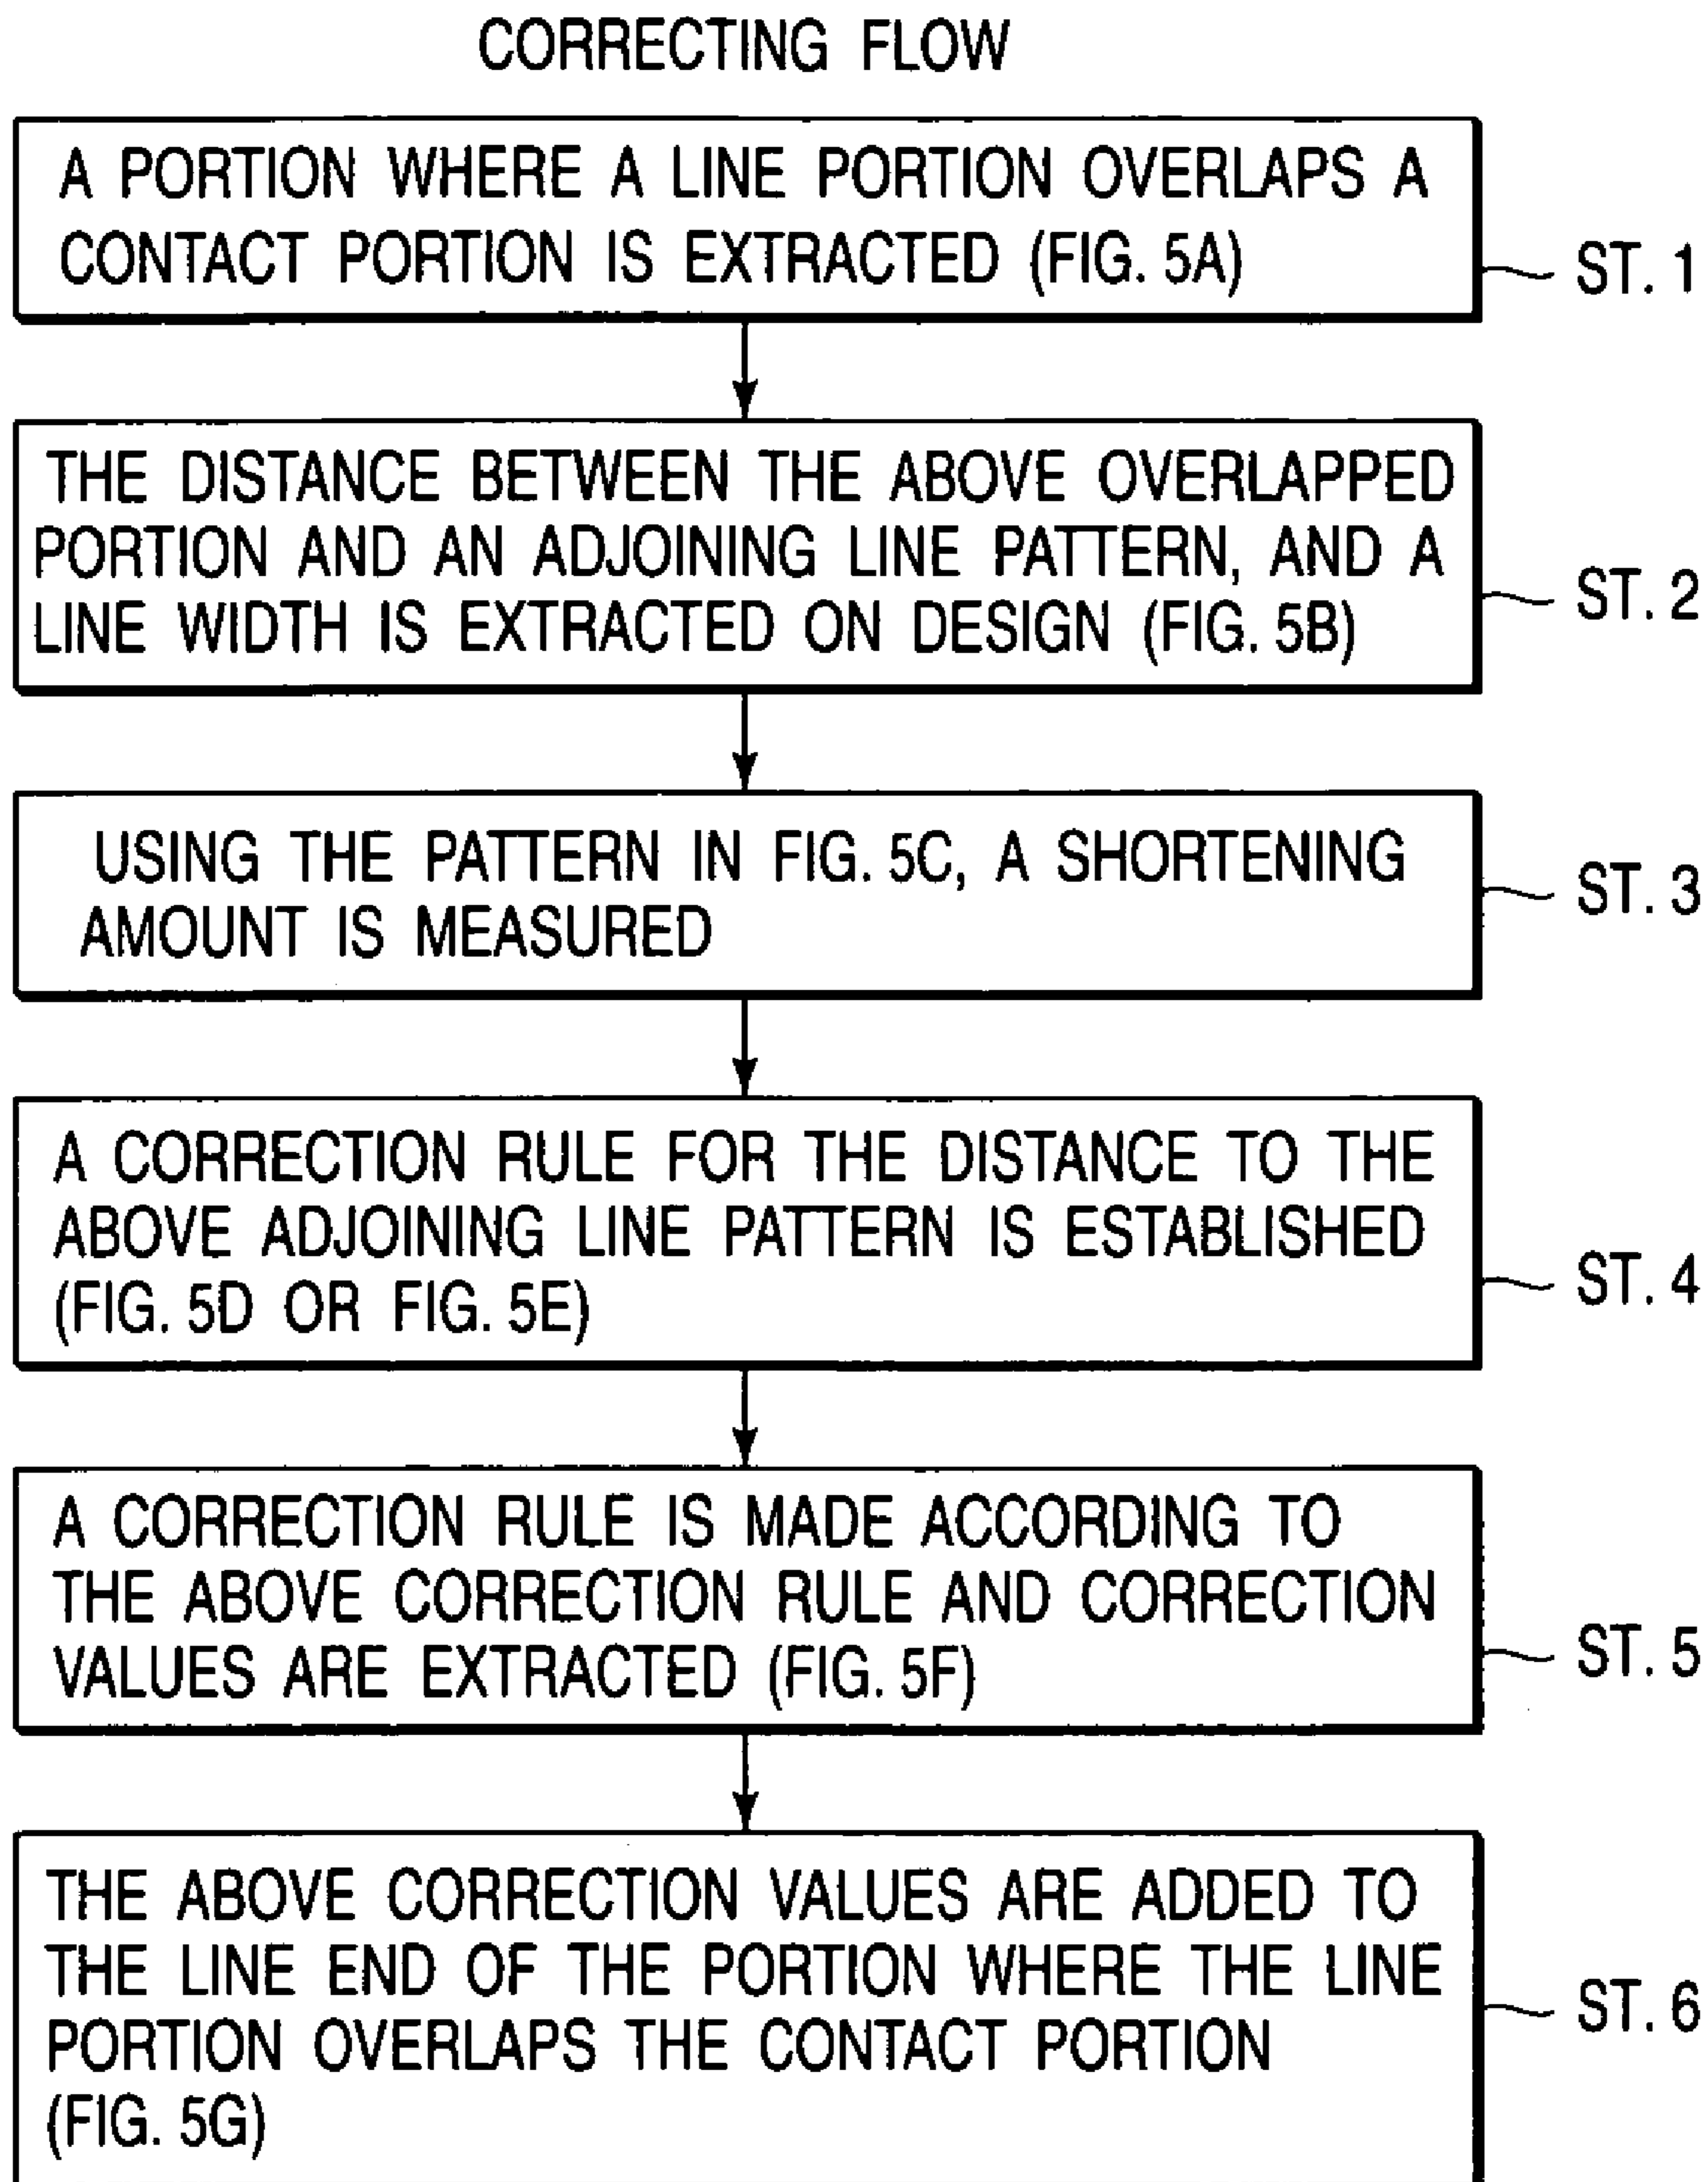 CORRECTING FLOW
A PORTION WHERE A LINE PORTION OVERLAPS A
CONTACT PORTION IS EXTRACTED (FIG. 5A)
ST. 1
THE DISTANCE BETWEEN THE ABOVE OVERLAPPED
PORTION AND AN ADJOINING LINE PATTERN, AND A
LINE WIDTH IS EXTRACTED ON DESIGN (FIG. 5B)
ST. 2
USING THE PATTERN IN FIG. 5C, A SHORTENING
AMOUNT IS MEASURED
ST. 3
A CORRECTION RULE FOR THE DISTANCE TO THE
ABOVE ADJOINING LINE PATTERN IS ESTABLISHED
(FIG. 5D OR FIG. 5E)
ST. 4
A CORRECTION RULE IS MADE ACCORDING TO
THE ABOVE CORRECTION RULE AND CORRECTION
VALUES ARE EXTRACTED (FIG. 5F)
ST. 5
THE ABOVE CORRECTION VALUES ARE ADDED TO
THE LINE END OF THE PORTION WHERE THE LINE
PORTION OVERLAPS THE CONTACT PORTION
(FIG. 5G)
ST. 6